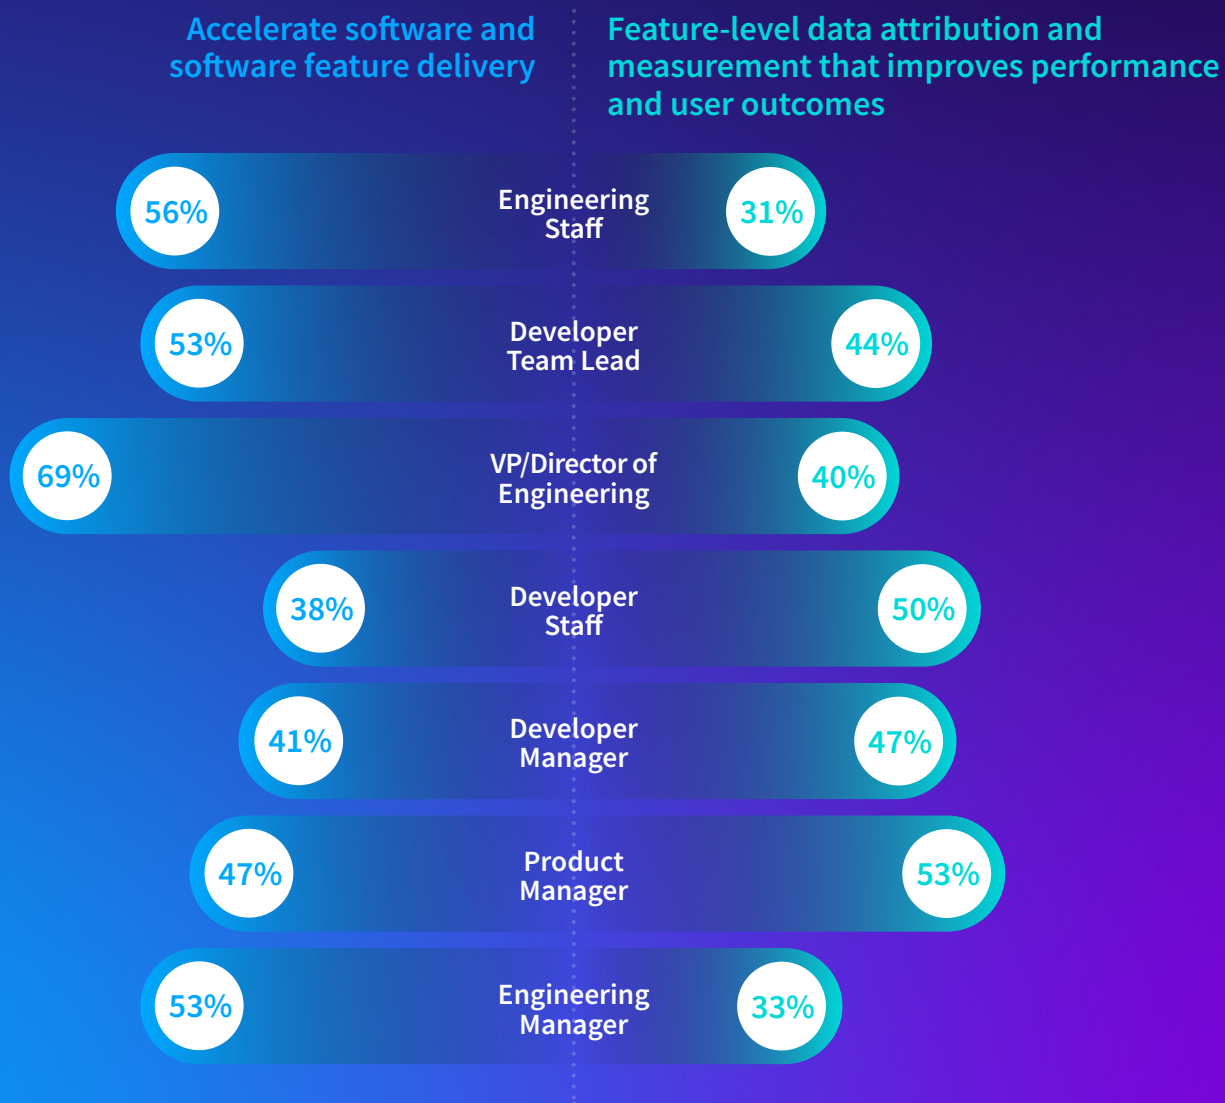 Accelerate software and
software feature delivery
Feature-level data attribution and
measurement that improves performance
and user outcomes
56%
Engineering
Staff
31%
53%
Developer
Team Lead
44%
69%
VP/Director of
Engineering
40%
38%
Developer
Staff
50%
41%
Developer
Manager
47%
47%
Product
Manager
53%
53%
Engineering
Manager
33%